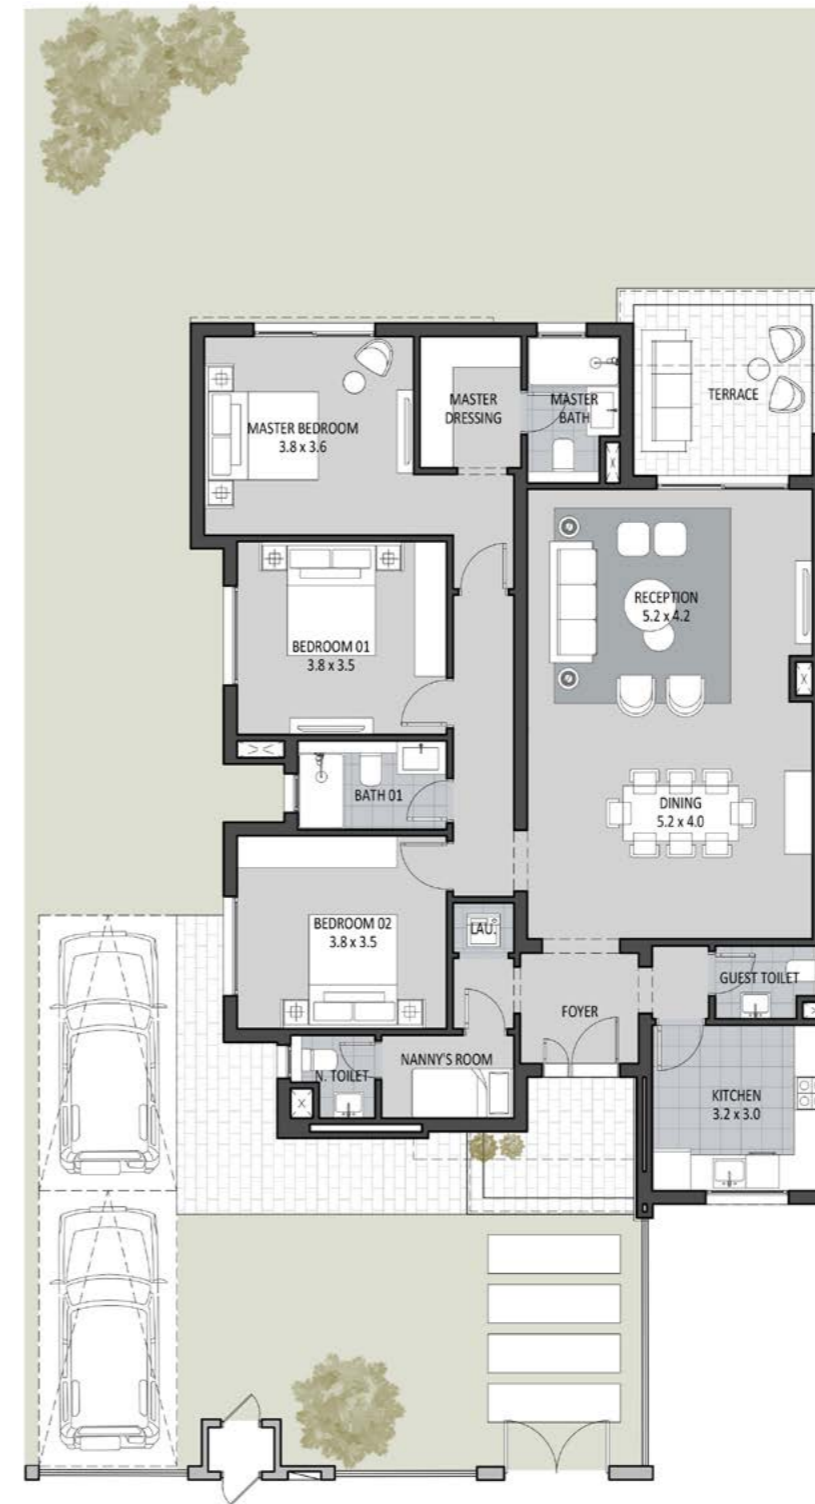 MASTER BEDROOM
3.8 x 3.6
MASTER
DRESSING
MASTER
BATH
TERRACE
RECEPTION
5.2 x 4.2
BEDROOM 01
3.8 x 3.5
BATH 01
DINING
5.2 x 4.0
BEDROOM 02
3.8 x 3.5
LAU.
FOYER
GUEST TOILET
N. TOILET
NANNY'S ROOM
KITCHEN
3.2 x 3.0